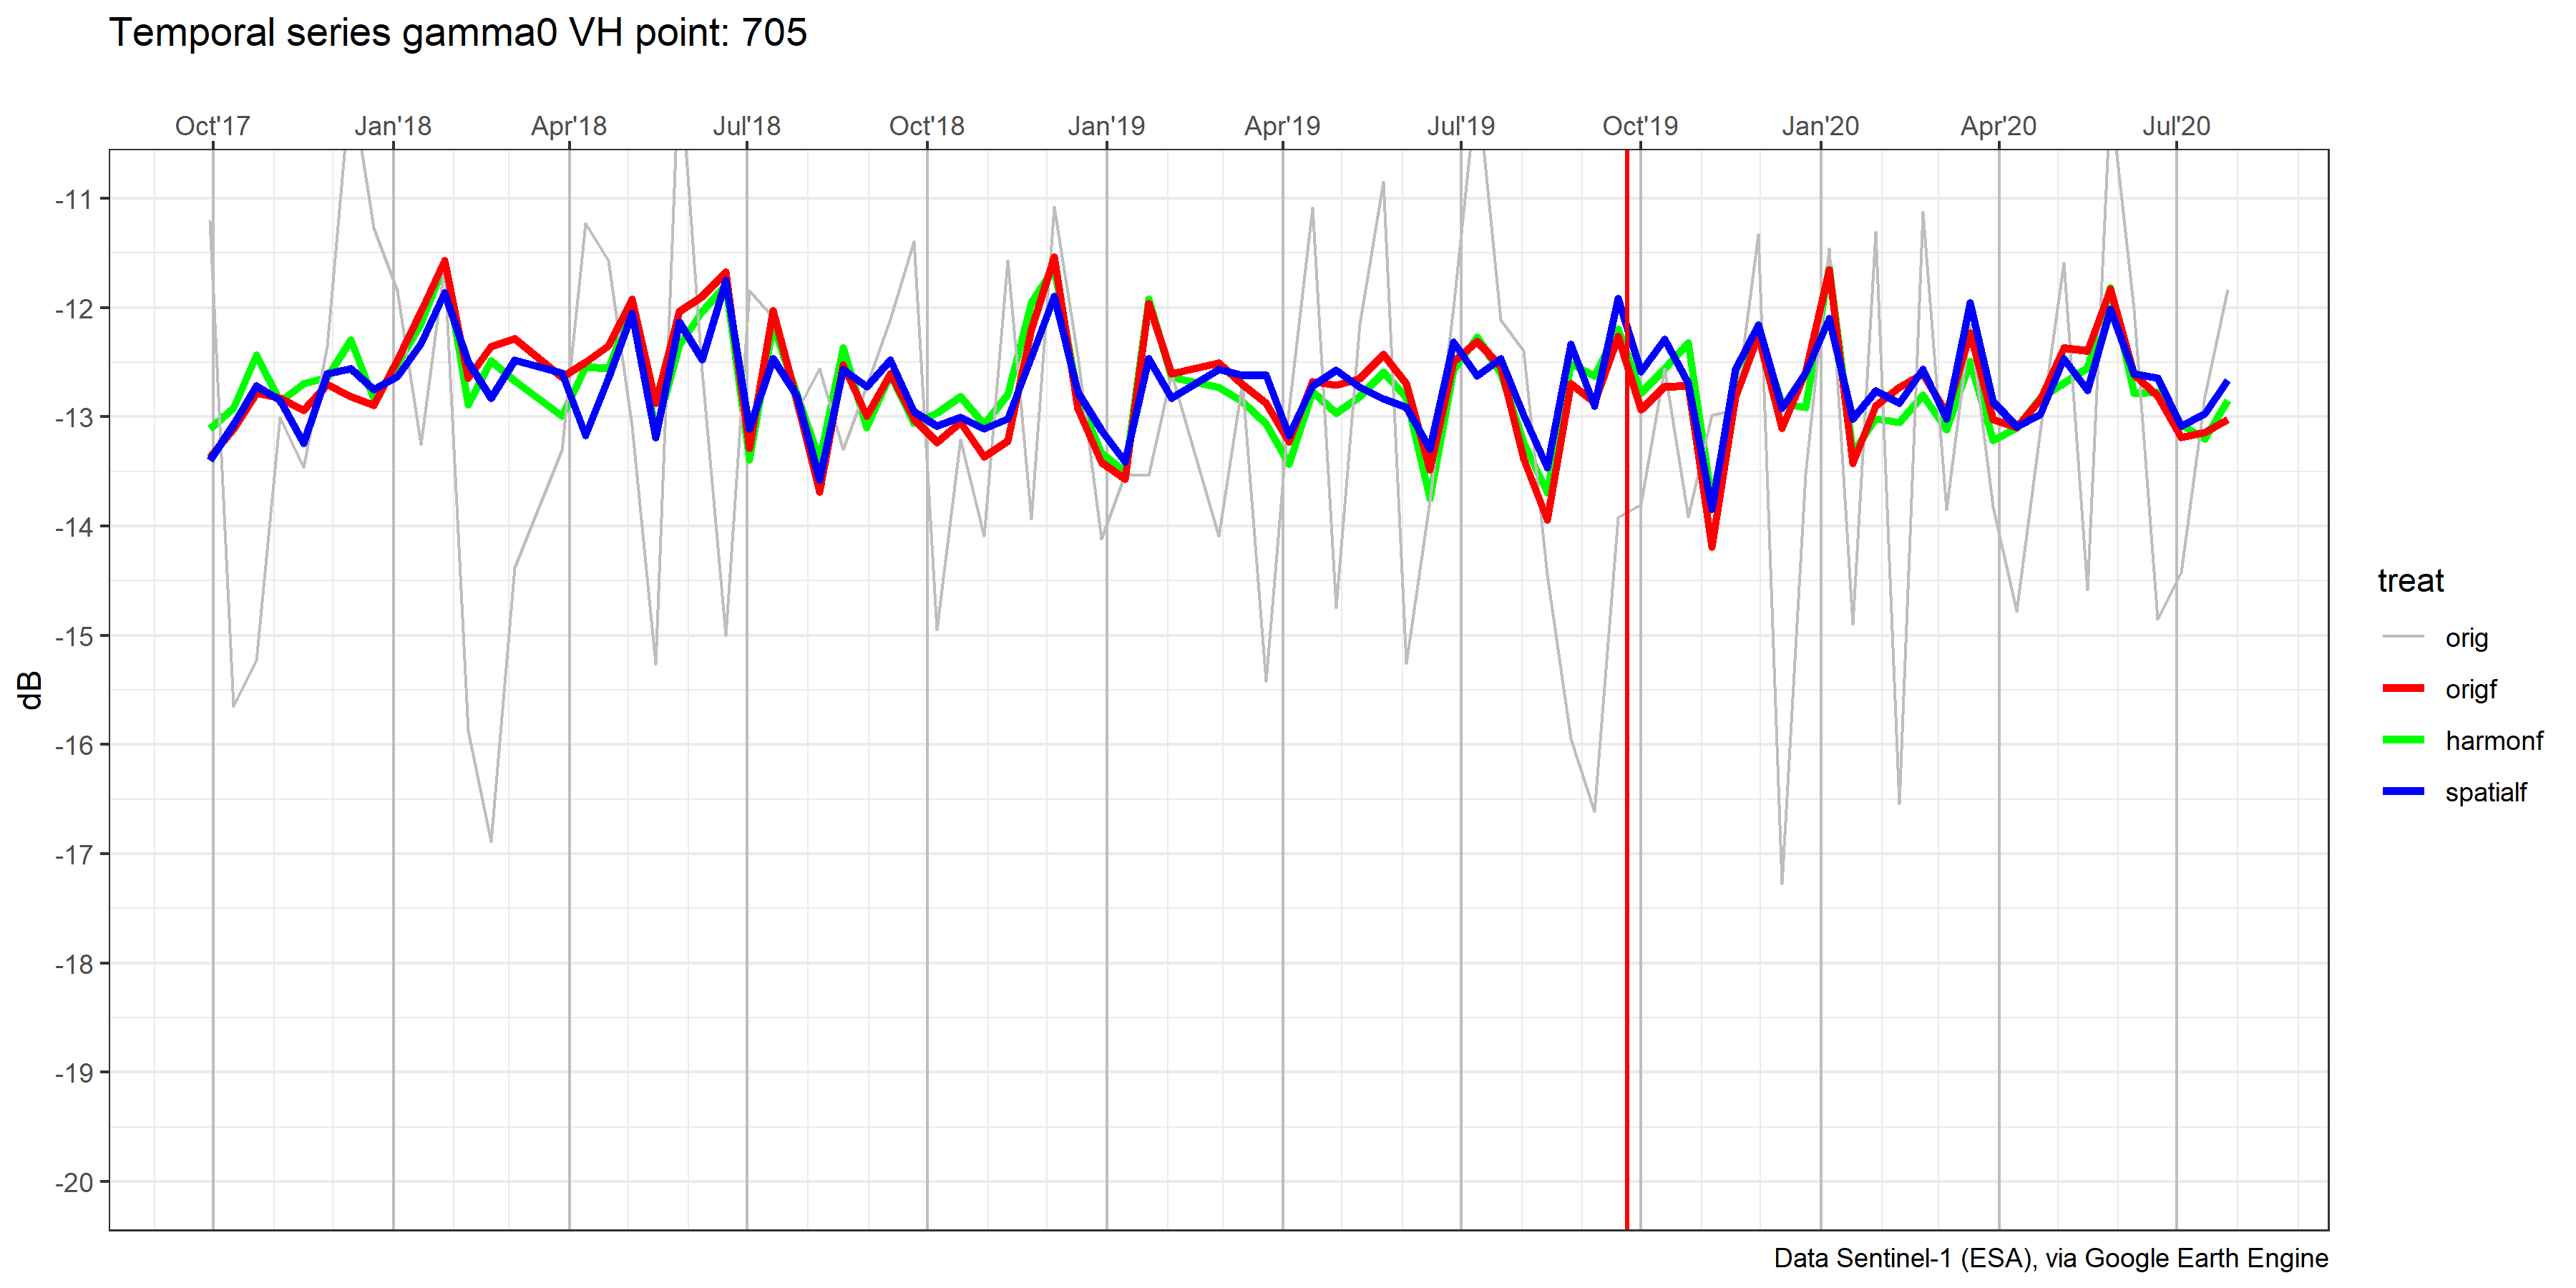 Temporal series gamma0 VH point: 705
Oct'17 Jan'18 Apr'18 Jul'18 Oct'18 Jan'19 Apr'19 Jul'19 Oct'19 Jan'20 Apr'20 Jul'20
-11
-12
-13
-14
-15
-16
-17
-18
-19
-20
dB
treat
orig
origf
harmonf
spatialf
Data Sentinel-1 (ESA), via Google Earth Engine